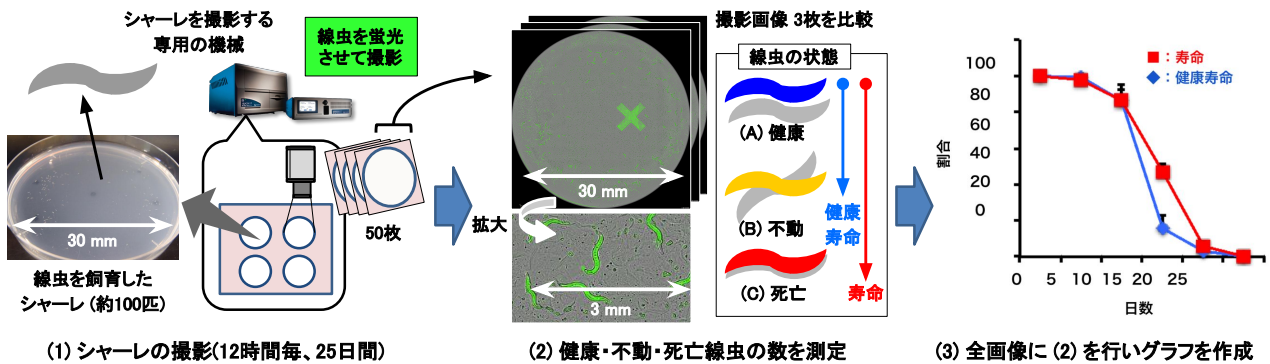 シャーレを撮影する
専用の機械
線虫を蛍光
させて撮影
30 mm
50枚
線虫を飼育した
シャーレ (約100匹)
(1) シャーレの撮影(12時間毎、25日間)
撮影画像 3枚を比較
30 mm
拡大
3 mm
線虫の状態
(A) 健康
(B) 不動
(C) 死亡
健康
寿命
寿命
(2) 健康・不動・死亡線虫の数を測定
：寿命
：健康寿命
割合
100
80
60
40
20
0
0 5 10 15 20 25
日数
(3) 全画像に (2) を行いグラフを作成